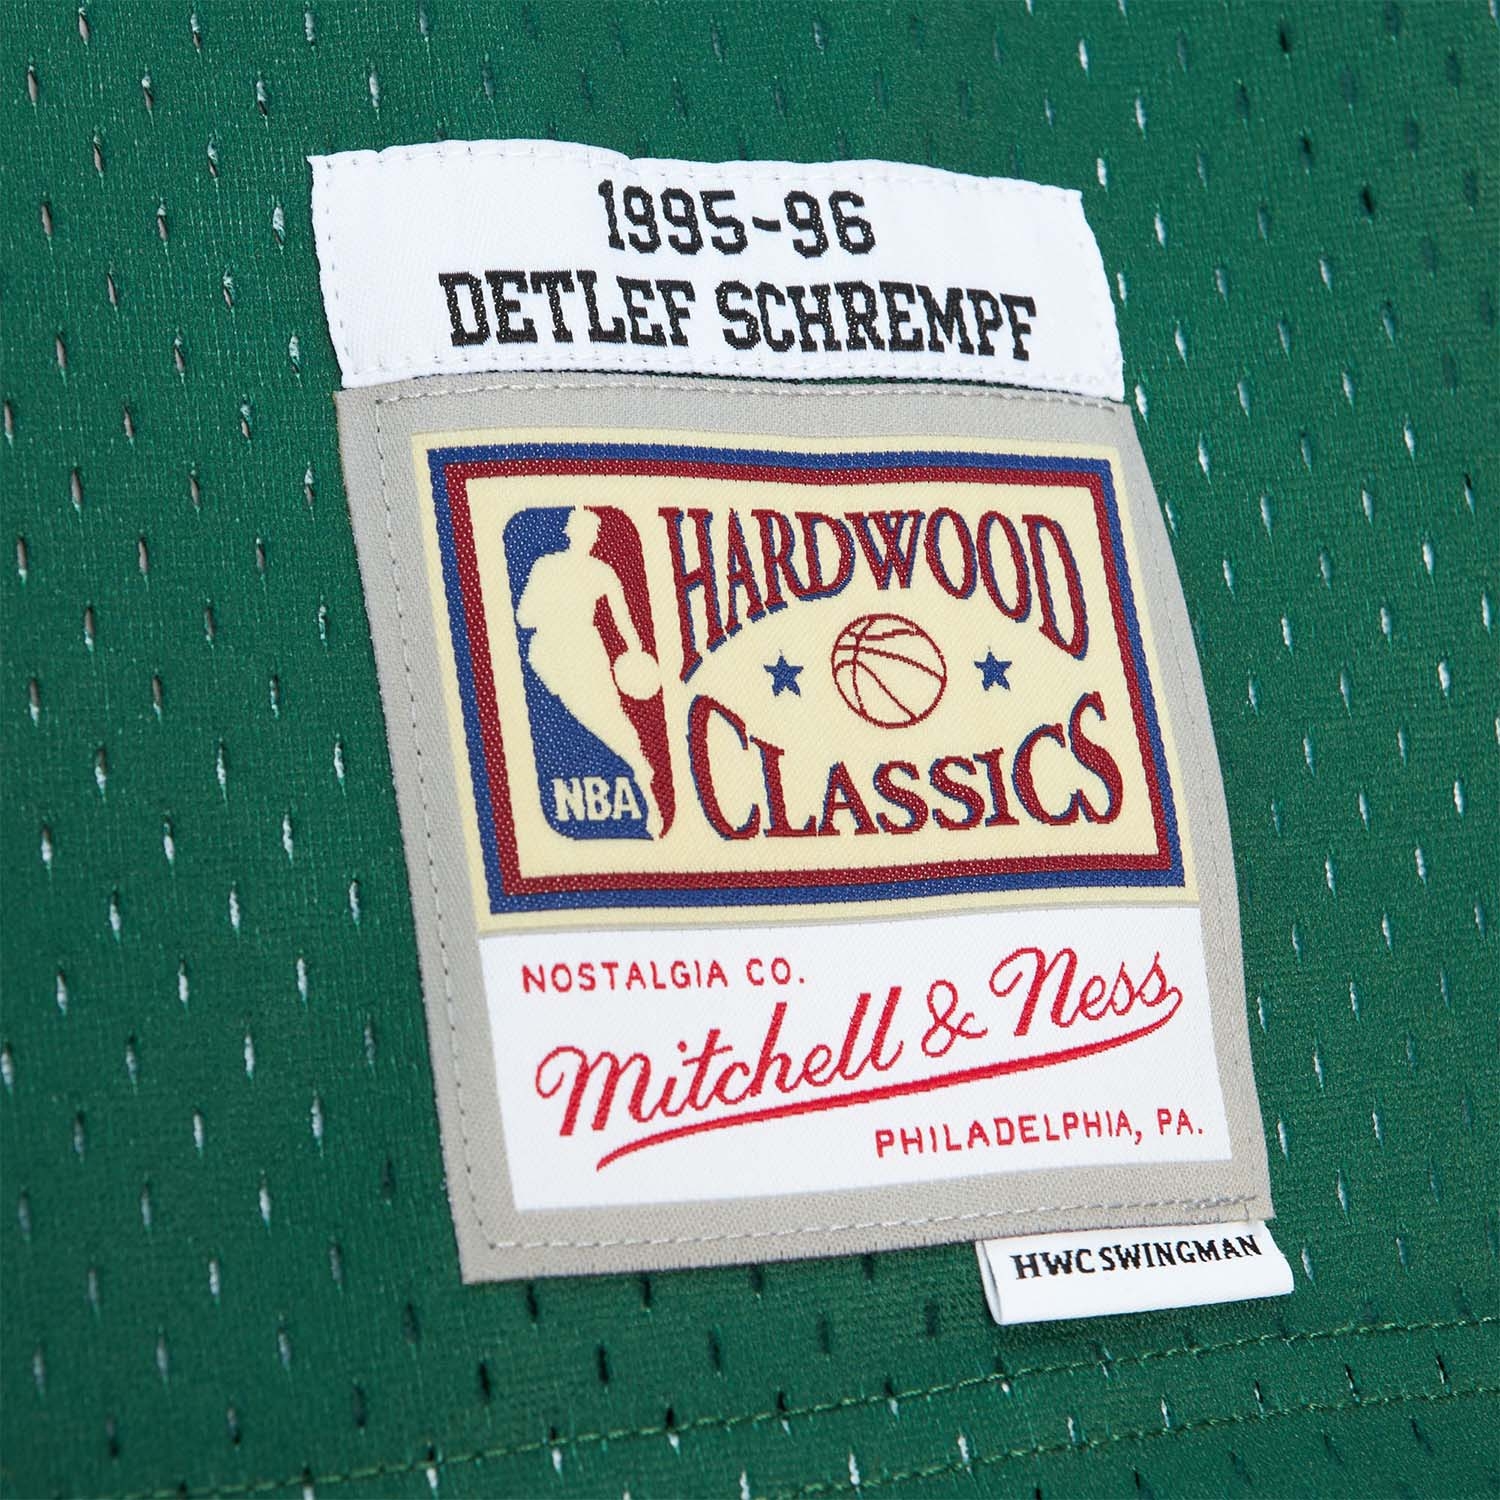 1995-96
DETLEF SCHREMPF
HARDWOOD
CLASSICS
NBA
NOSTALGIA CO.
Mitchell & Ness
PHILADELPHIA, PA.
HWC SWINGMAN